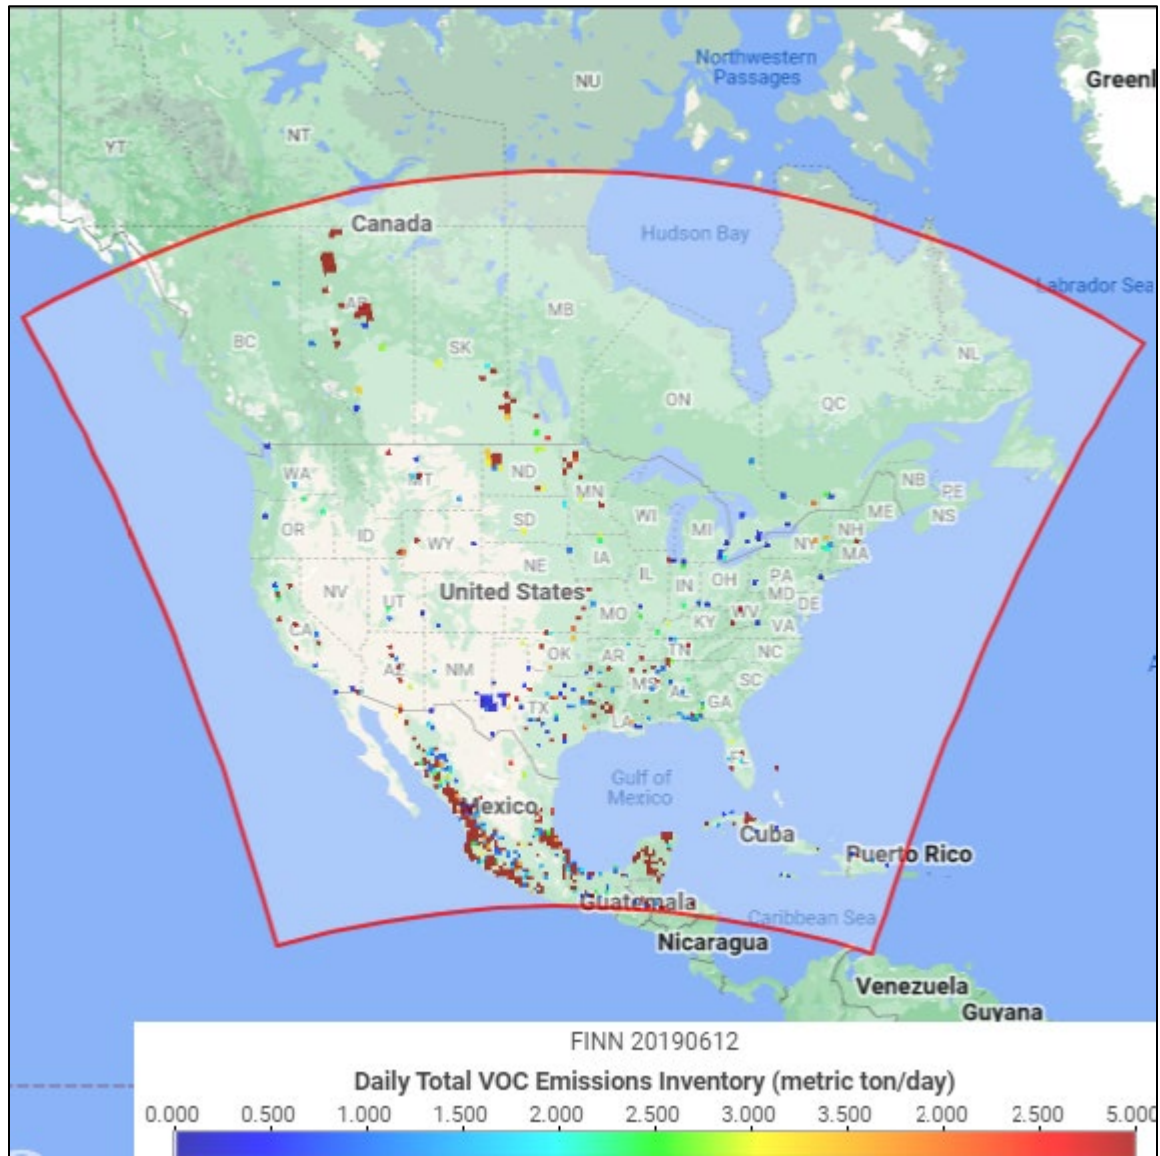 Northwestern
Passages
NU
Greenl
NT
YT
Canada
Hudson Bay
Labrador Sea
AB
MB
BC
SK
NL
ON
QC
WA
MT
ND
MN
NB
PE
NS
ME
OR
ID
SD
WI
MI
NH
NY
MA
WY
NE
IA
IL
IN
OH
PA
MD
DE
NV
UT
United States
MO
KY
WV
VA
CA
OK
AR
TN
NC
AZ
NM
MS
AL
SC
GA
TX
LA
FL
Gulf of
Mexico
Mexico
Cuba
Puerto Rico
Guatemala
Caribbean Sea
Nicaragua
Venezuela
Guyana
FINN 20190612
Daily Total VOC Emissions Inventory (metric ton/day)
0.000 0.500 1.000 1.500 2.000 2.500 3.000 3.500 2.000 2.500 5.000